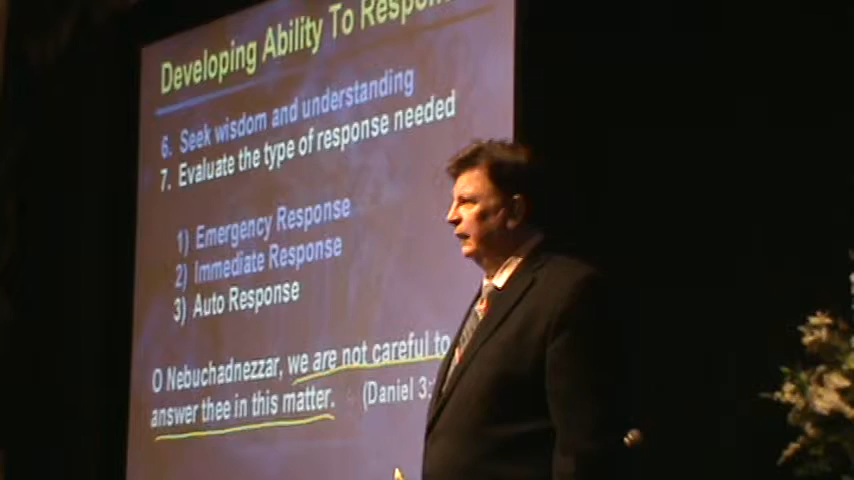 Developing Ability To Respon
6. Seek wisdom and understanding
7. Evaluate the type of response needed
1) Emergency Response
2) Immediate Response
3) Auto Response
O Nebuchadnezzar, we are not careful to
answer thee in this matter. (Daniel 3: